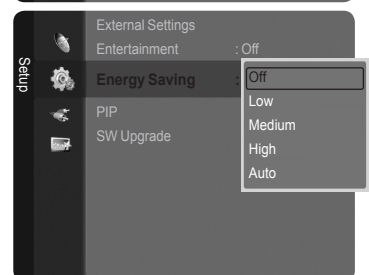 Setup
External Settings
Entertainment : Off
Energy Saving :
Off
Low
Medium
High
Auto
PIP
SW Upgrade